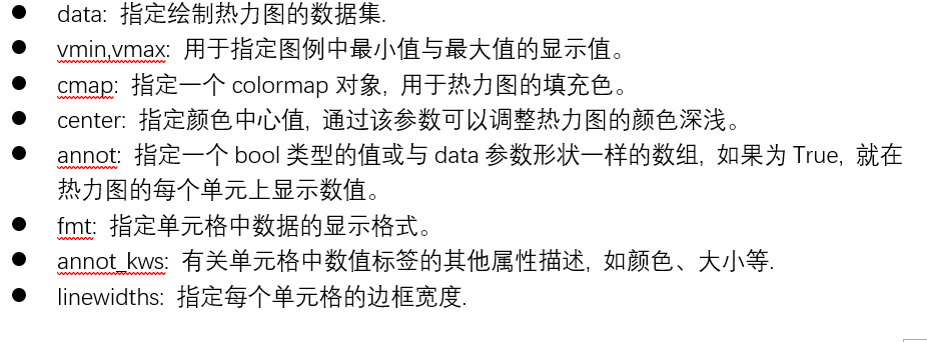 ● data: 指定绘制热力图的数据集.
● vmin,vmax: 用于指定图例中最小值与最大值的显示值。
● cmap: 指定一个 colormap 对象, 用于热力图的填充色。
● center: 指定颜色中心值, 通过该参数可以调整热力图的颜色深浅。
● annot: 指定一个 bool 类型的值或与 data 参数形状一样的数组, 如果为 True, 就在
热力图的每个单元上显示数值。
● fmt: 指定单元格中数据的显示格式。
● annot_kws: 有关单元格中数值标签的其他属性描述, 如颜色、大小等.
● linewidths: 指定每个单元格的边框宽度.